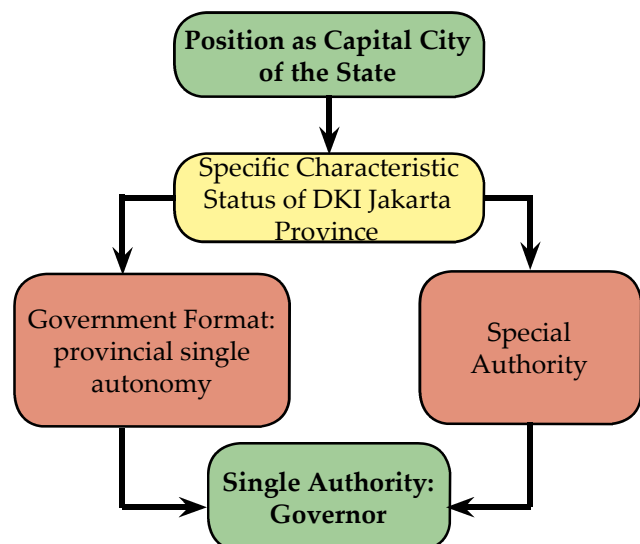 Position as Capital City
of the State
Specific Characteristic
Status of DKI Jakarta
Province
Government Format:
provincial single
autonomy
Special
Authority
Single Authority:
Governor